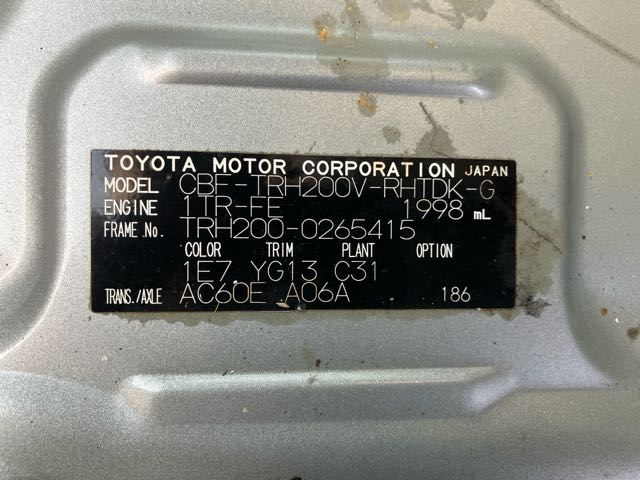 TOYOTA MOTOR CORPORATION JAPAN
MODEL CBF-TRH200V-RHTDK-G
ENGINE 1TR-FE 1998 mL
FRAME No. TRH200-0265415
COLOR TRIM PLANT OPTION
1E7 YG13 C31
TRANS./AXLE AC60E A06A 186